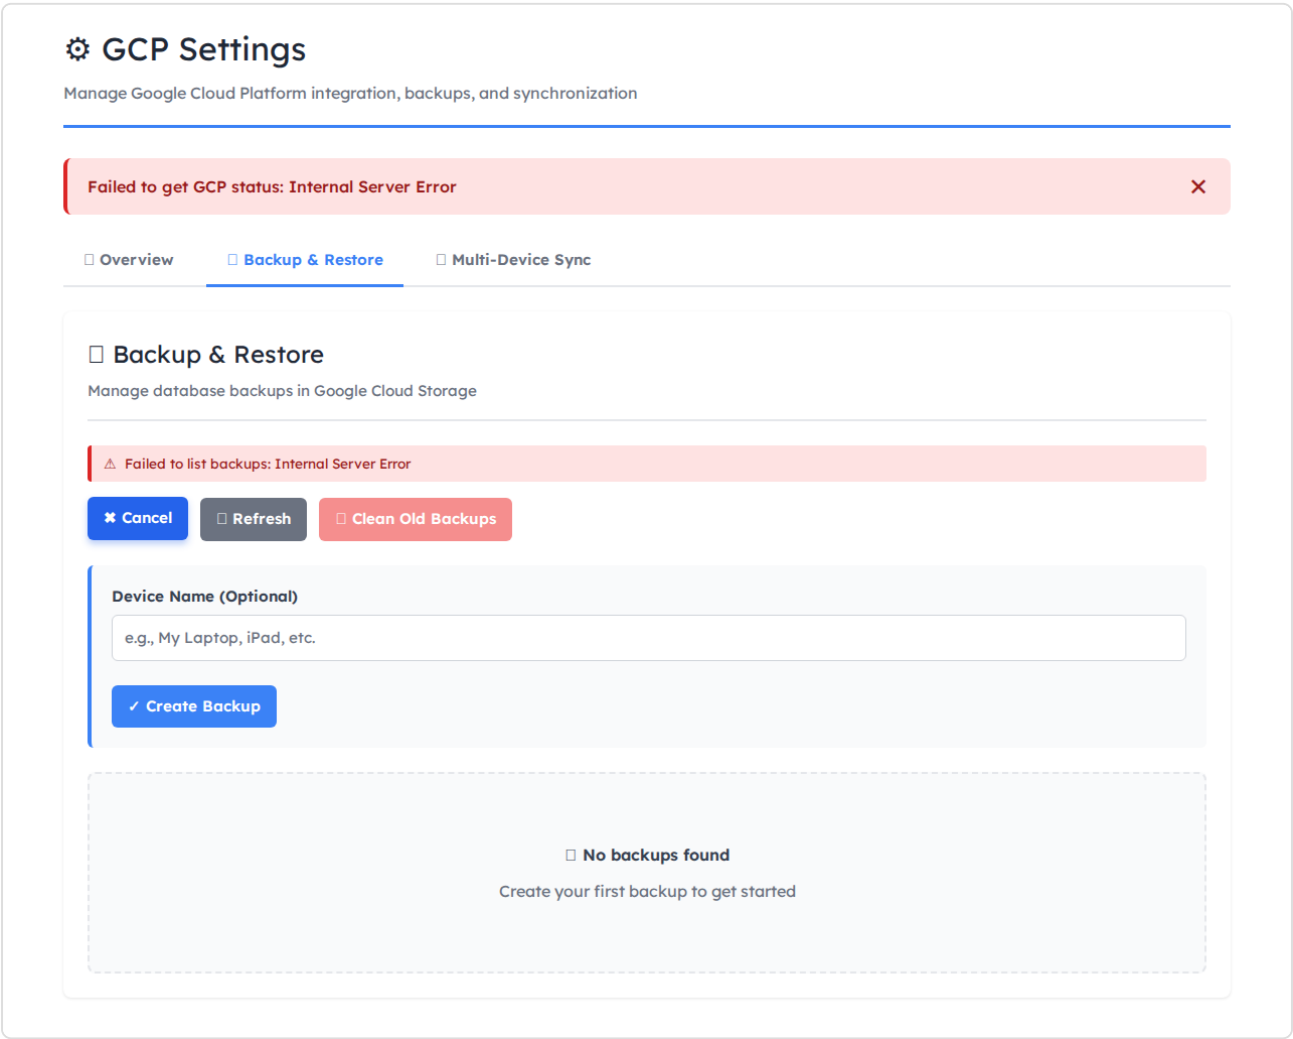 ⚙ GCP Settings
Manage Google Cloud Platform integration, backups, and synchronization
Failed to get GCP status: Internal Server Error ✕
Overview Backup & Restore Multi-Device Sync
Backup & Restore
Manage database backups in Google Cloud Storage
⚠ Failed to list backups: Internal Server Error
✖ Cancel Refresh Clean Old Backups
Device Name (Optional)
e.g., My Laptop, iPad, etc.
✓ Create Backup
No backups found
Create your first backup to get started